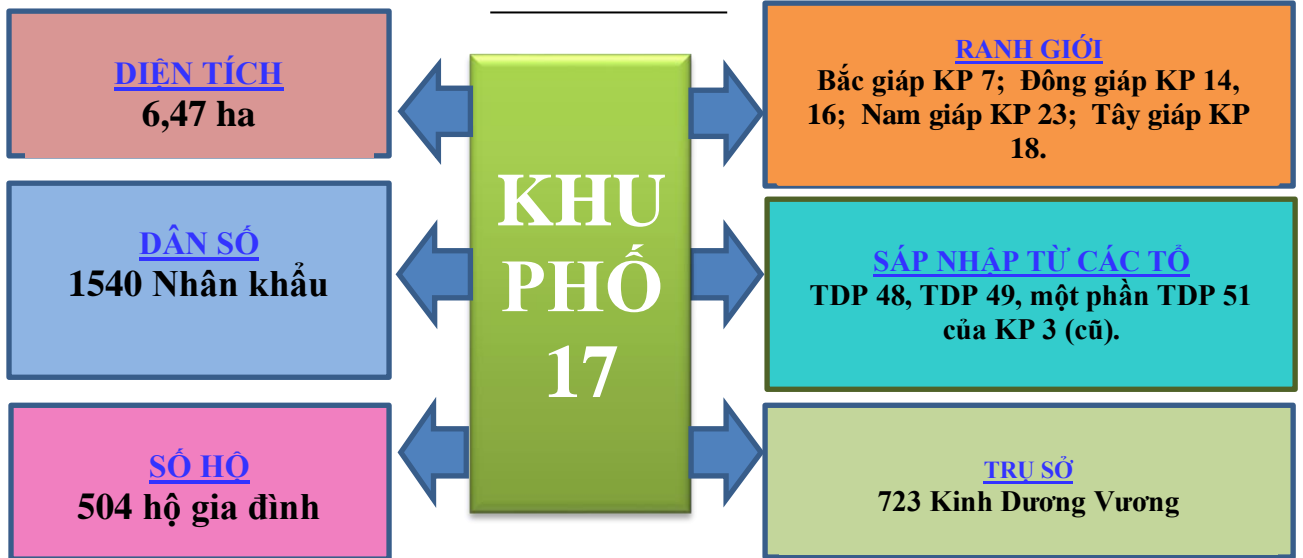 DIỆN TÍCH
6,47 ha
DÂN SỐ
1540 Nhân khẩu
SỐ HỘ
504 hộ gia đình
KHU
PHỐ
17
RANH GIỚI
Bắc giáp KP 7; Đông giáp KP 14,
16; Nam giáp KP 23; Tây giáp KP
18.
SÁP NHẬP TỪ CÁC TỔ
TDP 48, TDP 49, một phần TDP 51
của KP 3 (cũ).
TRỤ SỞ
723 Kinh Dương Vương